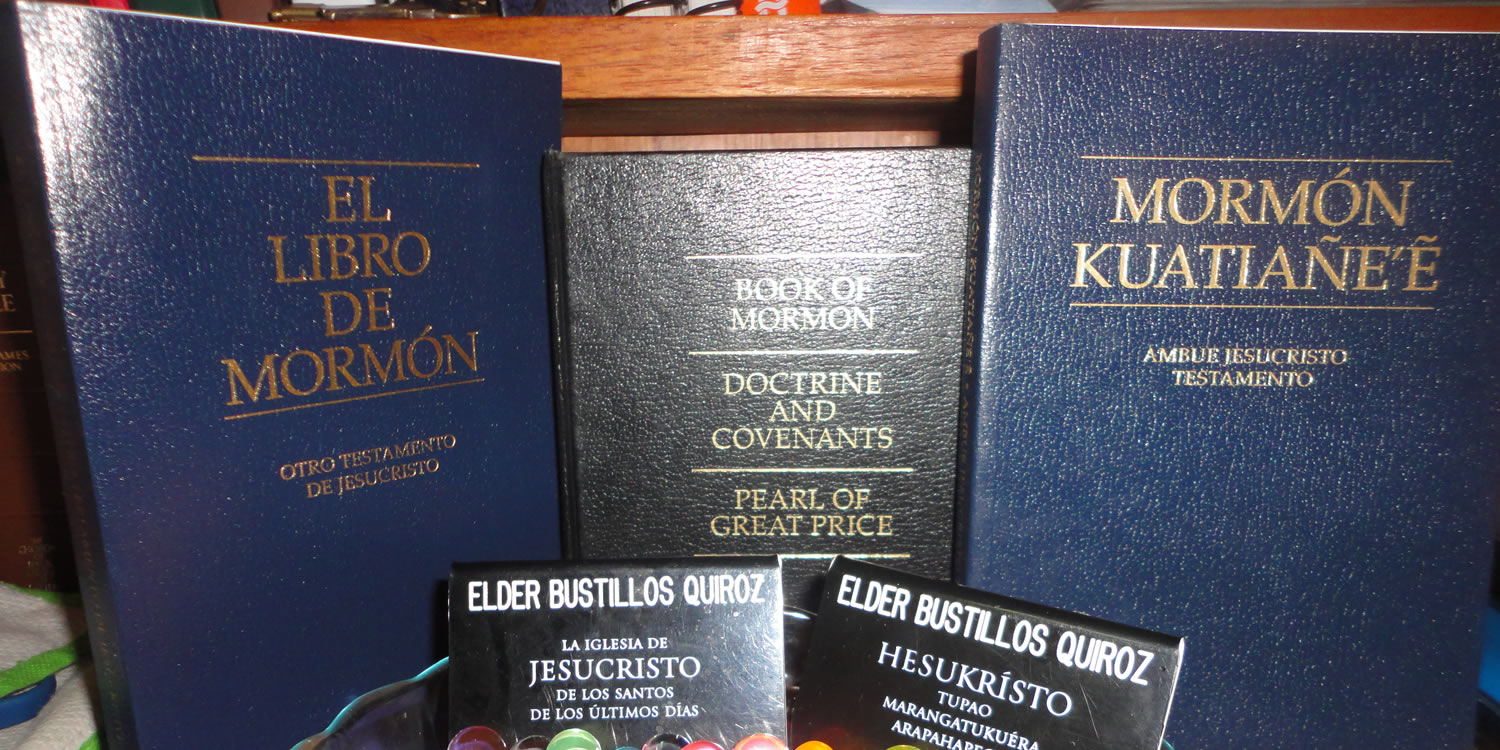 EL
LIBRO
DE
MORMÓN
OTRO TESTAMENTO
DE JESUCRISTO
BOOK OF
MORMON
DOCTRINE
AND
COVENANTS
PEARL OF
GREAT PRICE
MORMÓN
KUATIAÑE'Ẽ
AMBUE JESUCRISTO
TESTAMENTO
ELDER BUSTILLOS QUIROZ
LA IGLESIA DE
JESUCRISTO
DE LOS SANTOS
DE LOS ÚLTIMOS DÍAS
ELDER BUSTILLOS QUIROZ
HESUKRÍSTO
TUPAO
MARANGATUKUÉRA